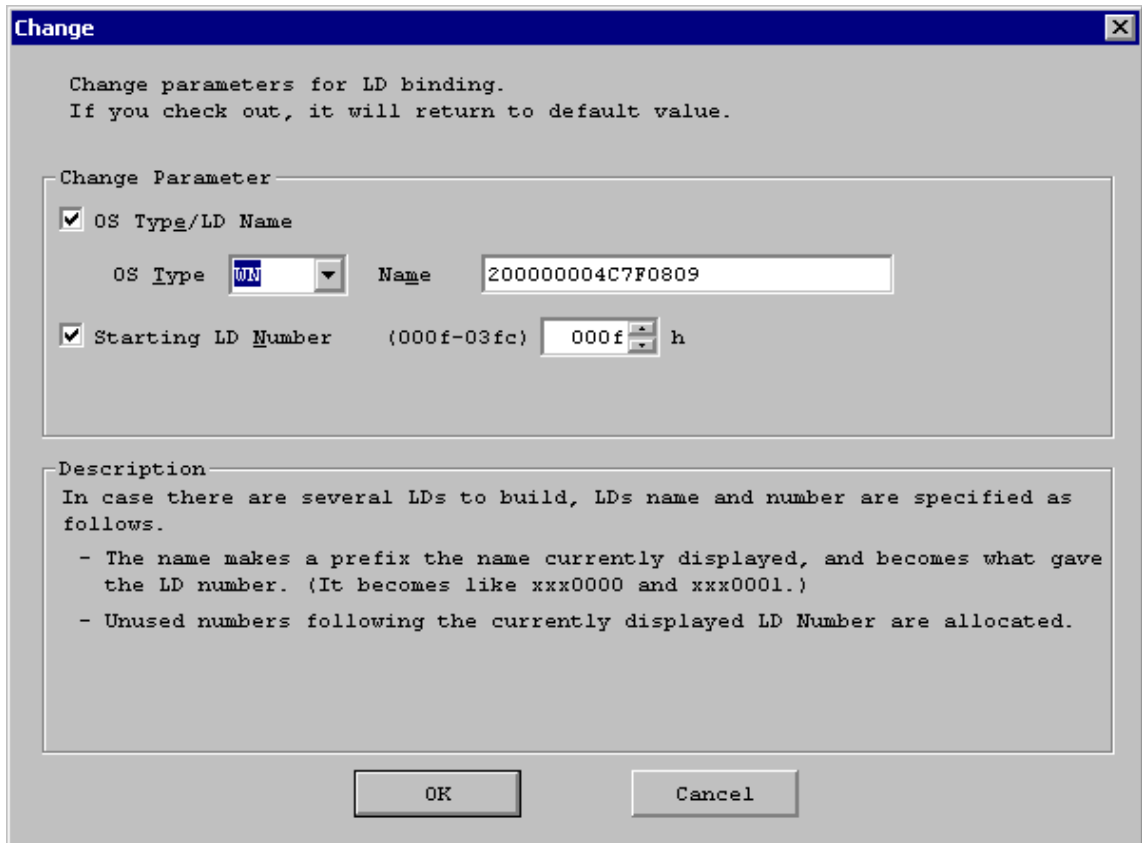 Change
Change parameters for LD binding.
If you check out, it will return to default value.
Change Parameter
OS Type/LD Name
OS Type WN Name 200000004C7F0809
Starting LD Number (000f-03fc) 000f h
Description
In case there are several LDs to build, LDs name and number are specified as
follows.
- The name makes a prefix the name currently displayed, and becomes what gave
the LD number. (It becomes like xxx0000 and xxx0001.)
- Unused numbers following the currently displayed LD Number are allocated.
OK Cancel